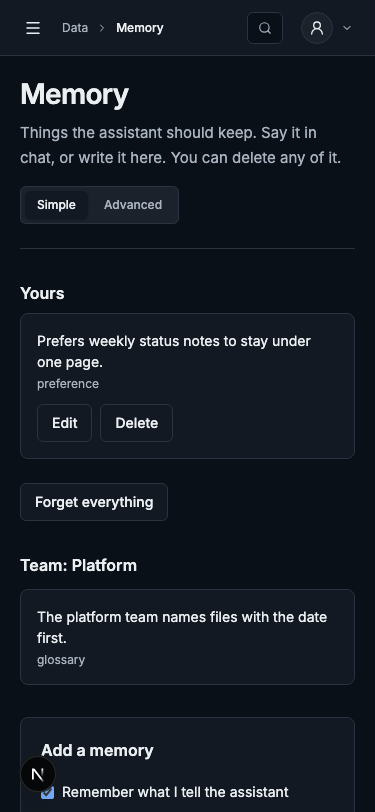 Data > Memory
Memory
Things the assistant should keep. Say it in
chat, or write it here. You can delete any of it.
Simple Advanced
Yours
Prefers weekly status notes to stay under
one page.
preference
Edit Delete
Forget everything
Team: Platform
The platform team names files with the date
first.
glossary
Add a memory
N
Remember what I tell the assistant